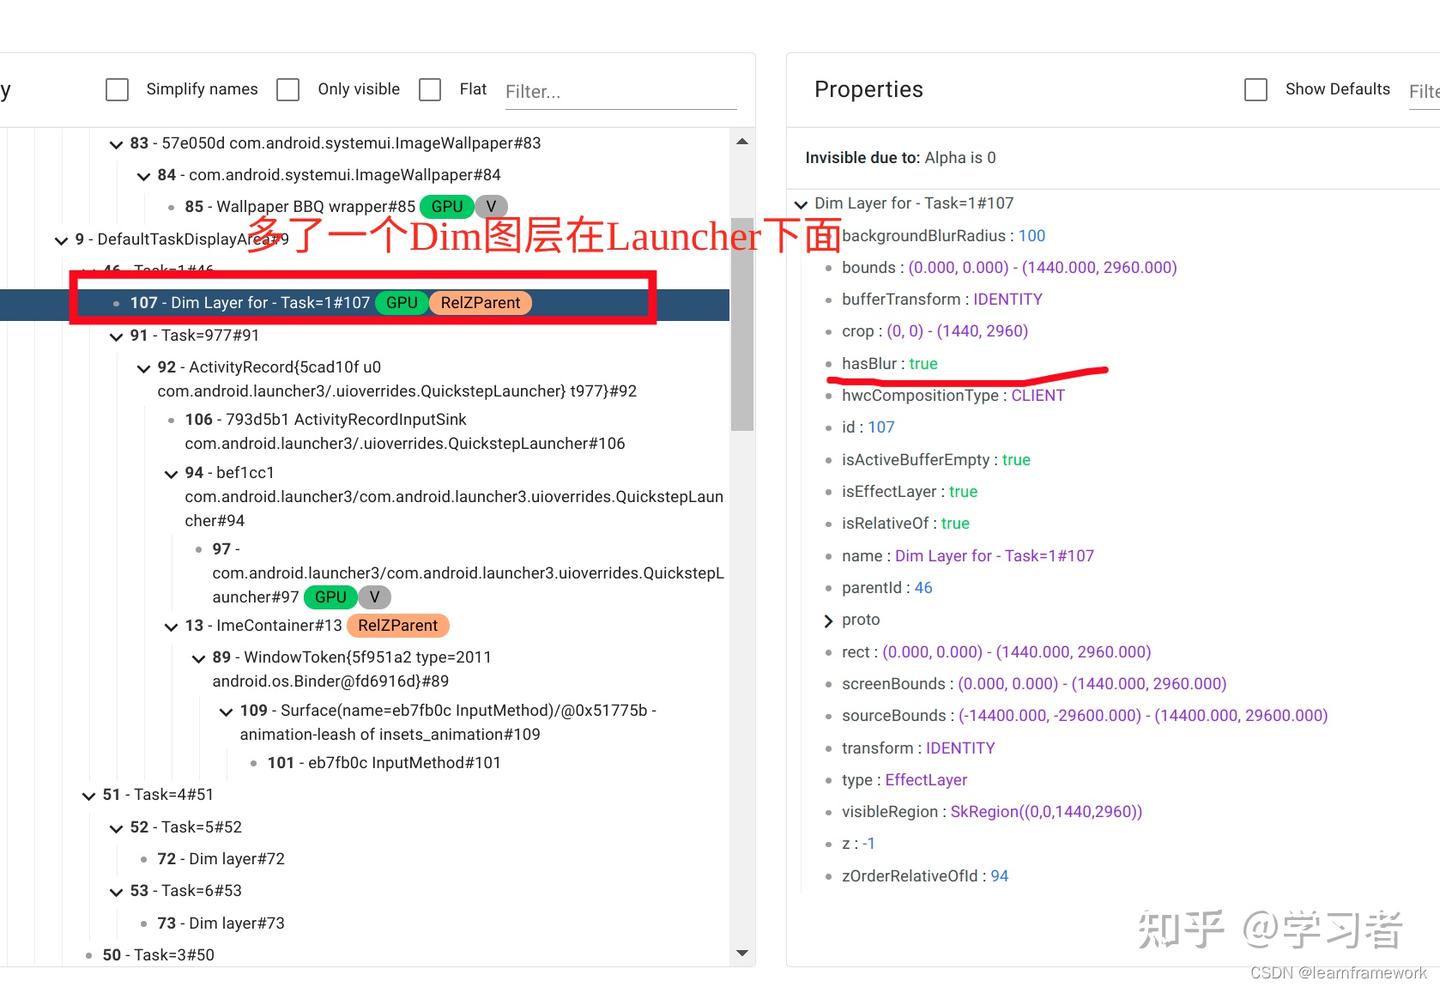 y
Simplify names
Only visible
Flat
Filter...
83 - 57e050d com.android.systemui.ImageWallpaper#83
84 - com.android.systemui.ImageWallpaper#84
85 - Wallpaper BBQ wrapper#85 GPU V
多了一个Dim图层在Launcher下面
9 - DefaultTaskDisplayArea#9
46 - Task=1#46
107 - Dim Layer for - Task=1#107 GPU RelZParent
91 - Task=977#91
92 - ActivityRecord{5cad10f u0
com.android.launcher3/.uioverrides.QuickstepLauncher} t977}#92
106 - 793d5b1 ActivityRecordInputSink
com.android.launcher3/.uioverrides.QuickstepLauncher#106
94 - bef1cc1
com.android.launcher3/com.android.launcher3.uioverrides.QuickstepLaun
cher#94
97 -
com.android.launcher3/com.android.launcher3.uioverrides.QuickstepL
auncher#97 GPU V
13 - ImeContainer#13 RelZParent
89 - WindowToken{5f951a2 type=2011
android.os.Binder@fd6916d}#89
109 - Surface(name=eb7fb0c InputMethod)/@0x51775b -
animation-leash of insets_animation#109
101 - eb7fb0c InputMethod#101
51 - Task=4#51
52 - Task=5#52
72 - Dim layer#72
53 - Task=6#53
73 - Dim layer#73
50 - Task=3#50
Properties
Show Defaults
Filte
Invisible due to: Alpha is 0
Dim Layer for - Task=1#107
backgroundBlurRadius : 100
bounds : (0.000, 0.000) - (1440.000, 2960.000)
bufferTransform : IDENTITY
crop : (0, 0) - (1440, 2960)
hasBlur : true
hwcCompositionType : CLIENT
id : 107
isActiveBufferEmpty : true
isEffectLayer : true
isRelativeOf : true
name : Dim Layer for - Task=1#107
parentId : 46
proto
rect : (0.000, 0.000) - (1440.000, 2960.000)
screenBounds : (0.000, 0.000) - (1440.000, 2960.000)
sourceBounds : (-14400.000, -29600.000) - (14400.000, 29600.000)
transform : IDENTITY
type : EffectLayer
visibleRegion : SkRegion((0,0,1440,2960))
z : -1
zOrderRelativeOfId : 94
知乎 @学习者
CSDN @learnframework